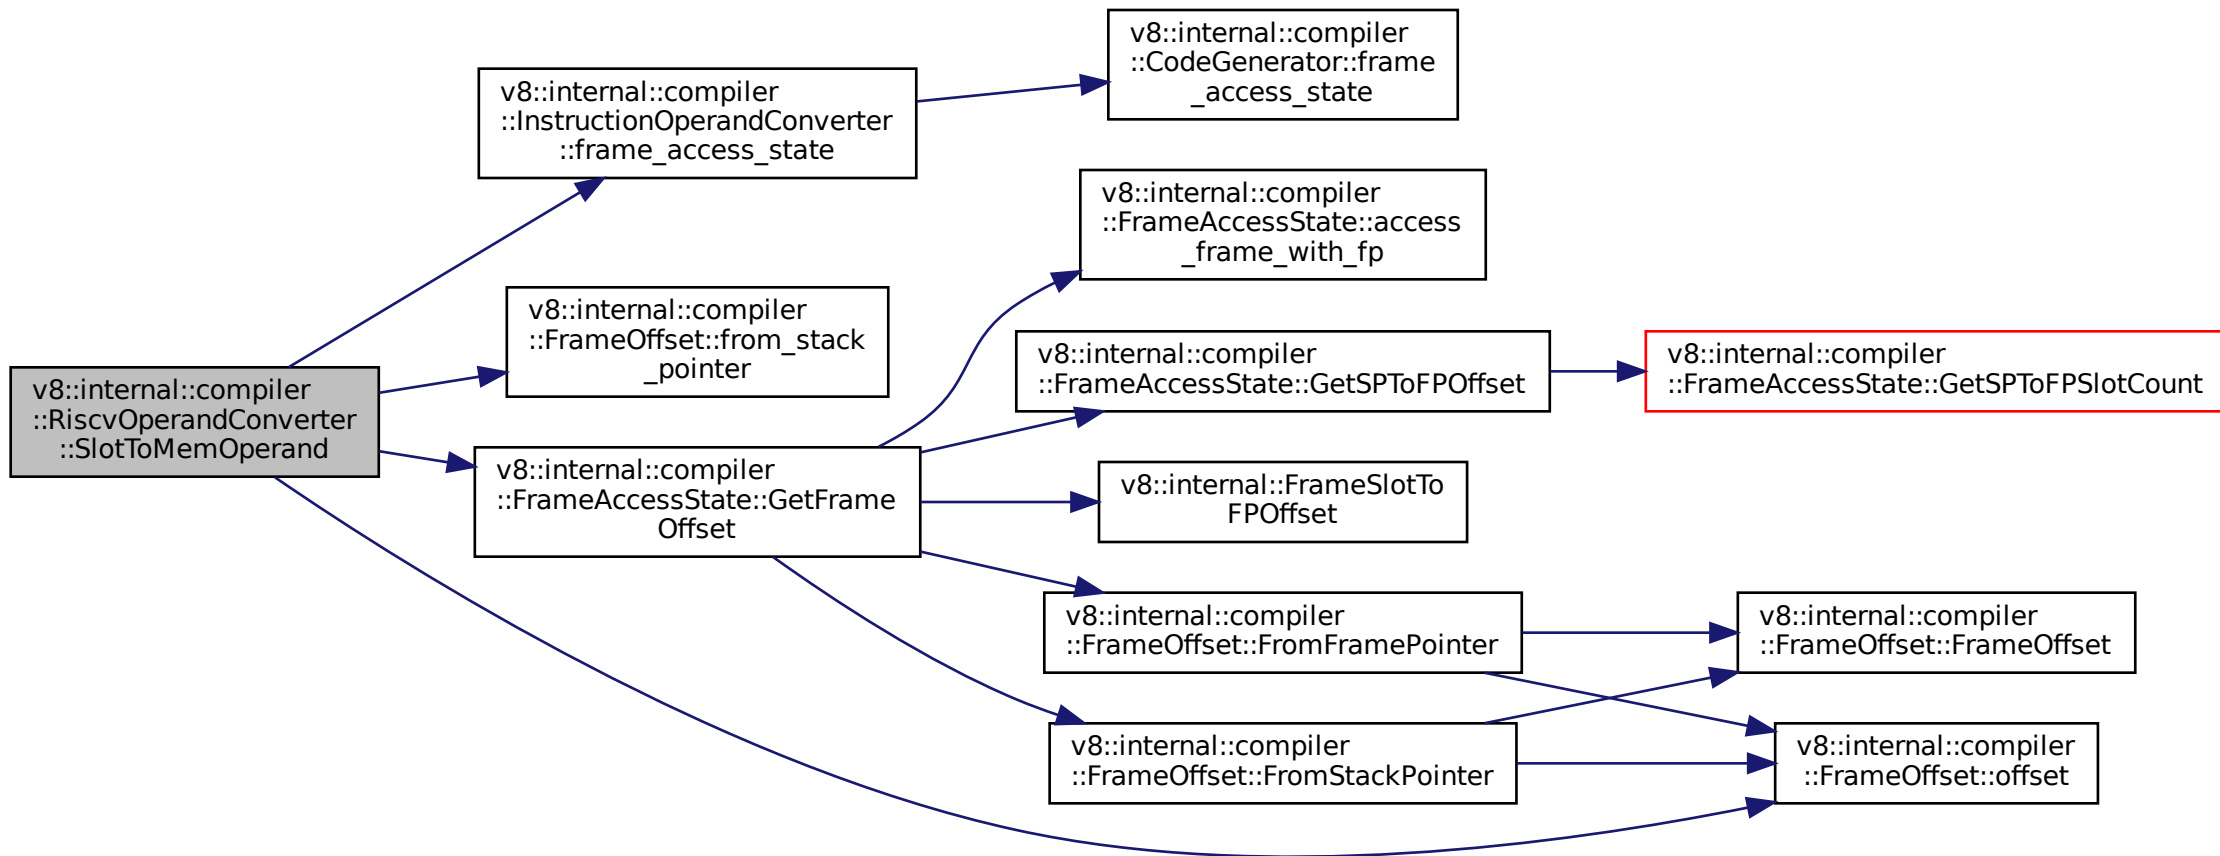 v8::internal::compiler
::RiscvOperandConverter
::SlotToMemOperand
v8::internal::compiler
::InstructionOperandConverter
::frame_access_state
v8::internal::compiler
::CodeGenerator::frame
_access_state
v8::internal::compiler
::FrameOffset::from_stack
_pointer
v8::internal::compiler
::FrameAccessState::GetFrame
Offset
v8::internal::compiler
::FrameAccessState::access
_frame_with_fp
v8::internal::compiler
::FrameAccessState::GetSPToFPOffset
v8::internal::compiler
::FrameAccessState::GetSPToFPSlotCount
v8::internal::FrameSlotTo
FPOffset
v8::internal::compiler
::FrameOffset::FromFramePointer
v8::internal::compiler
::FrameOffset::FromStackPointer
v8::internal::compiler
::FrameOffset::FrameOffset
v8::internal::compiler
::FrameOffset::offset